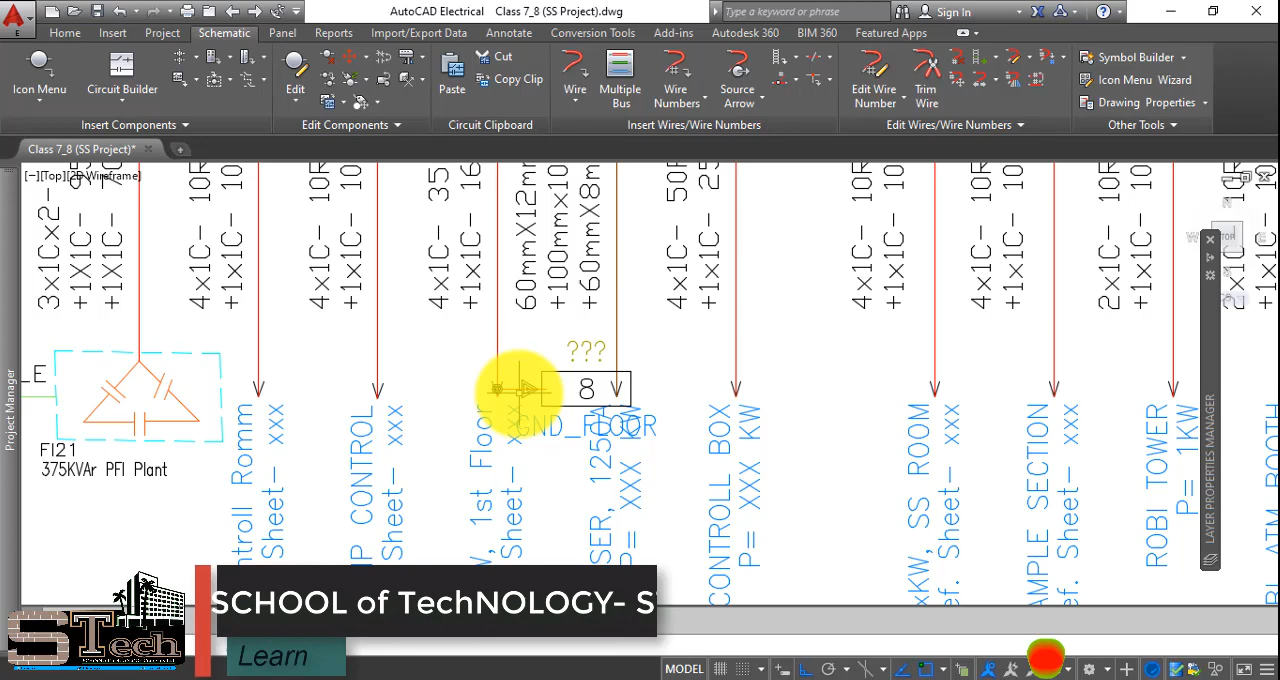 AutoCAD Electrical Class 7_8 (SS Project).dwg
Type a keyword or phrase
Sign In
Home Insert Project Schematic Panel Reports Import/Export Data Annotate Conversion Tools Add-ins Autodesk 360 BIM 360 Featured Apps
Icon Menu
Circuit Builder
Edit
Paste
Cut
Copy Clip
Wire
Multiple Bus
Wire Numbers
Source Arrow
Edit Wire Number
Trim Wire
Symbol Builder
Icon Menu Wizard
Drawing Properties
Insert Components
Edit Components
Circuit Clipboard
Insert Wires/Wire Numbers
Edit Wires/Wire Numbers
Other Tools
Class 7_8 (SS Project)*
[−][Top][2D Wireframe]
Project Manager
3x1Cx2-
+1X1C-
+1X1C-
4x1C- 10R
+1x1C- 10
4x1C- 10R
+1x1C- 10
4x1C- 35
+1x1C- 16
60mmX12mm
+100mmx10
+60mmX8m
4x1C- 50R
+1x1C- 25
4x1C- 10R
+1x1C- 10
4x1C- 10R
+1x1C- 10
2x1C- 10R
+1x1C- 10
LE
FI21
375KVAr PFI Plant
???
8
GND_FLOOR
ntroll Romm
Sheet- xxx
P CONTROL
Sheet- xxx
W, 1st Floor
Sheet- xxx
SER, 125
P= XXX KW
CONTROLL BOX
P= XXX KW
xKW, SS ROOM
ef. Sheet- xxx
AMPLE SECTION
ef. Sheet- xxx
ROBI TOWER
P= 1KW
LAYER PROPERTIES MANAGER
STech
SCHOOL of TechNOLOGY- S
Learn
MODEL